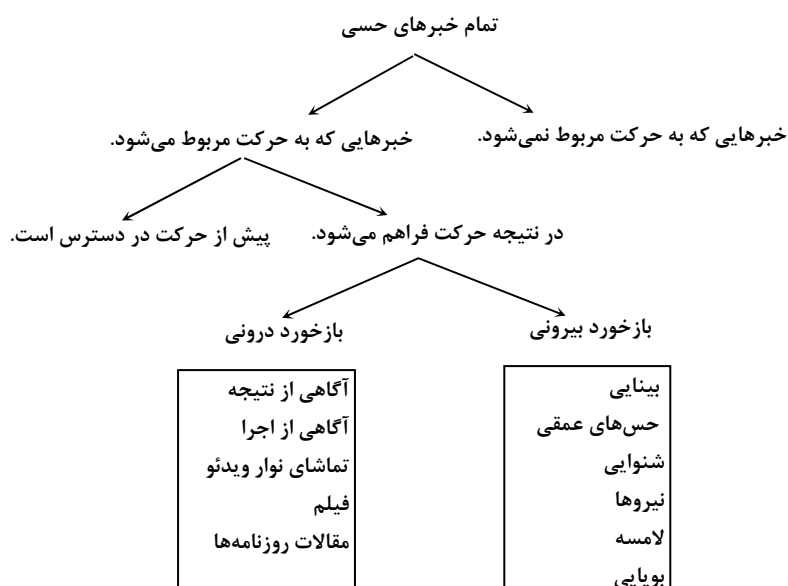 تمام خبرهای حسی
خبرهایی که به حرکت مربوط نمی‌شود.
خبرهایی که به حرکت مربوط می‌شود.
در نتیجه حرکت فراهم می‌شود.
پیش از حرکت در دسترس است.
بازخورد بیرونی
بینایی
حس‌های عمقی
شنوایی
نیروها
لامسه
بویایی
بازخورد درونی
آگاهی از نتیجه
آگاهی از اجرا
تماشای نوار ویدئو
فیلم
مقالات روزنامه‌ها